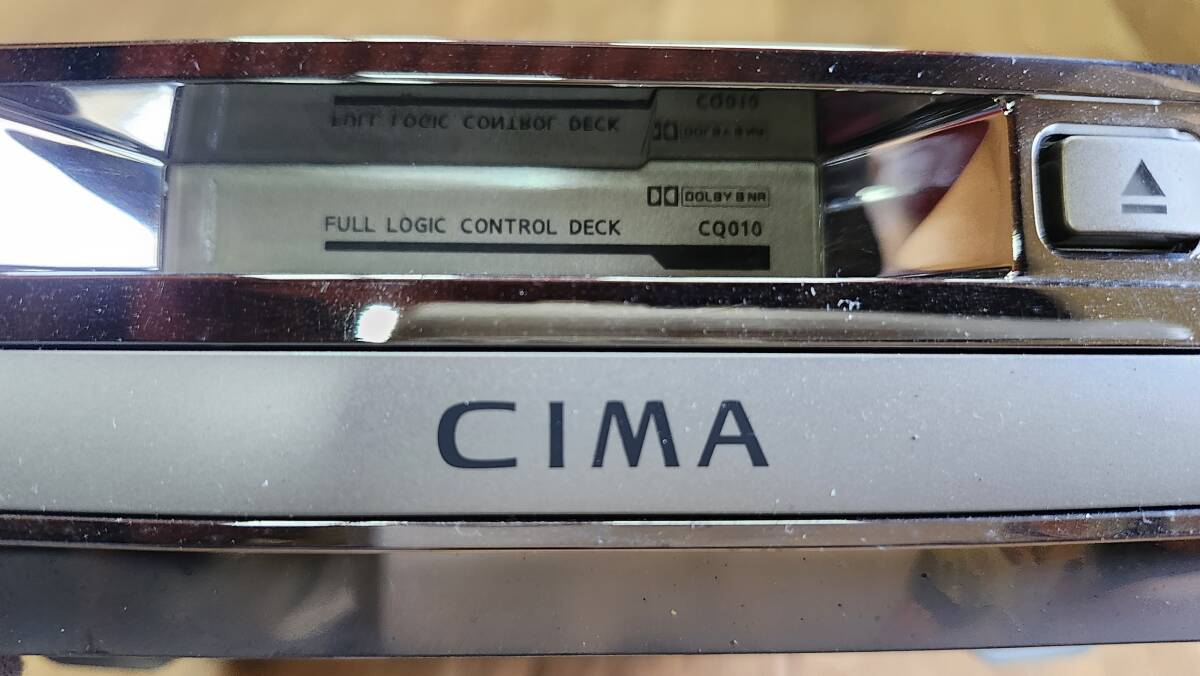 DOLBY B NR
FULL LOGIC CONTROL DECK CQ010
CIMA